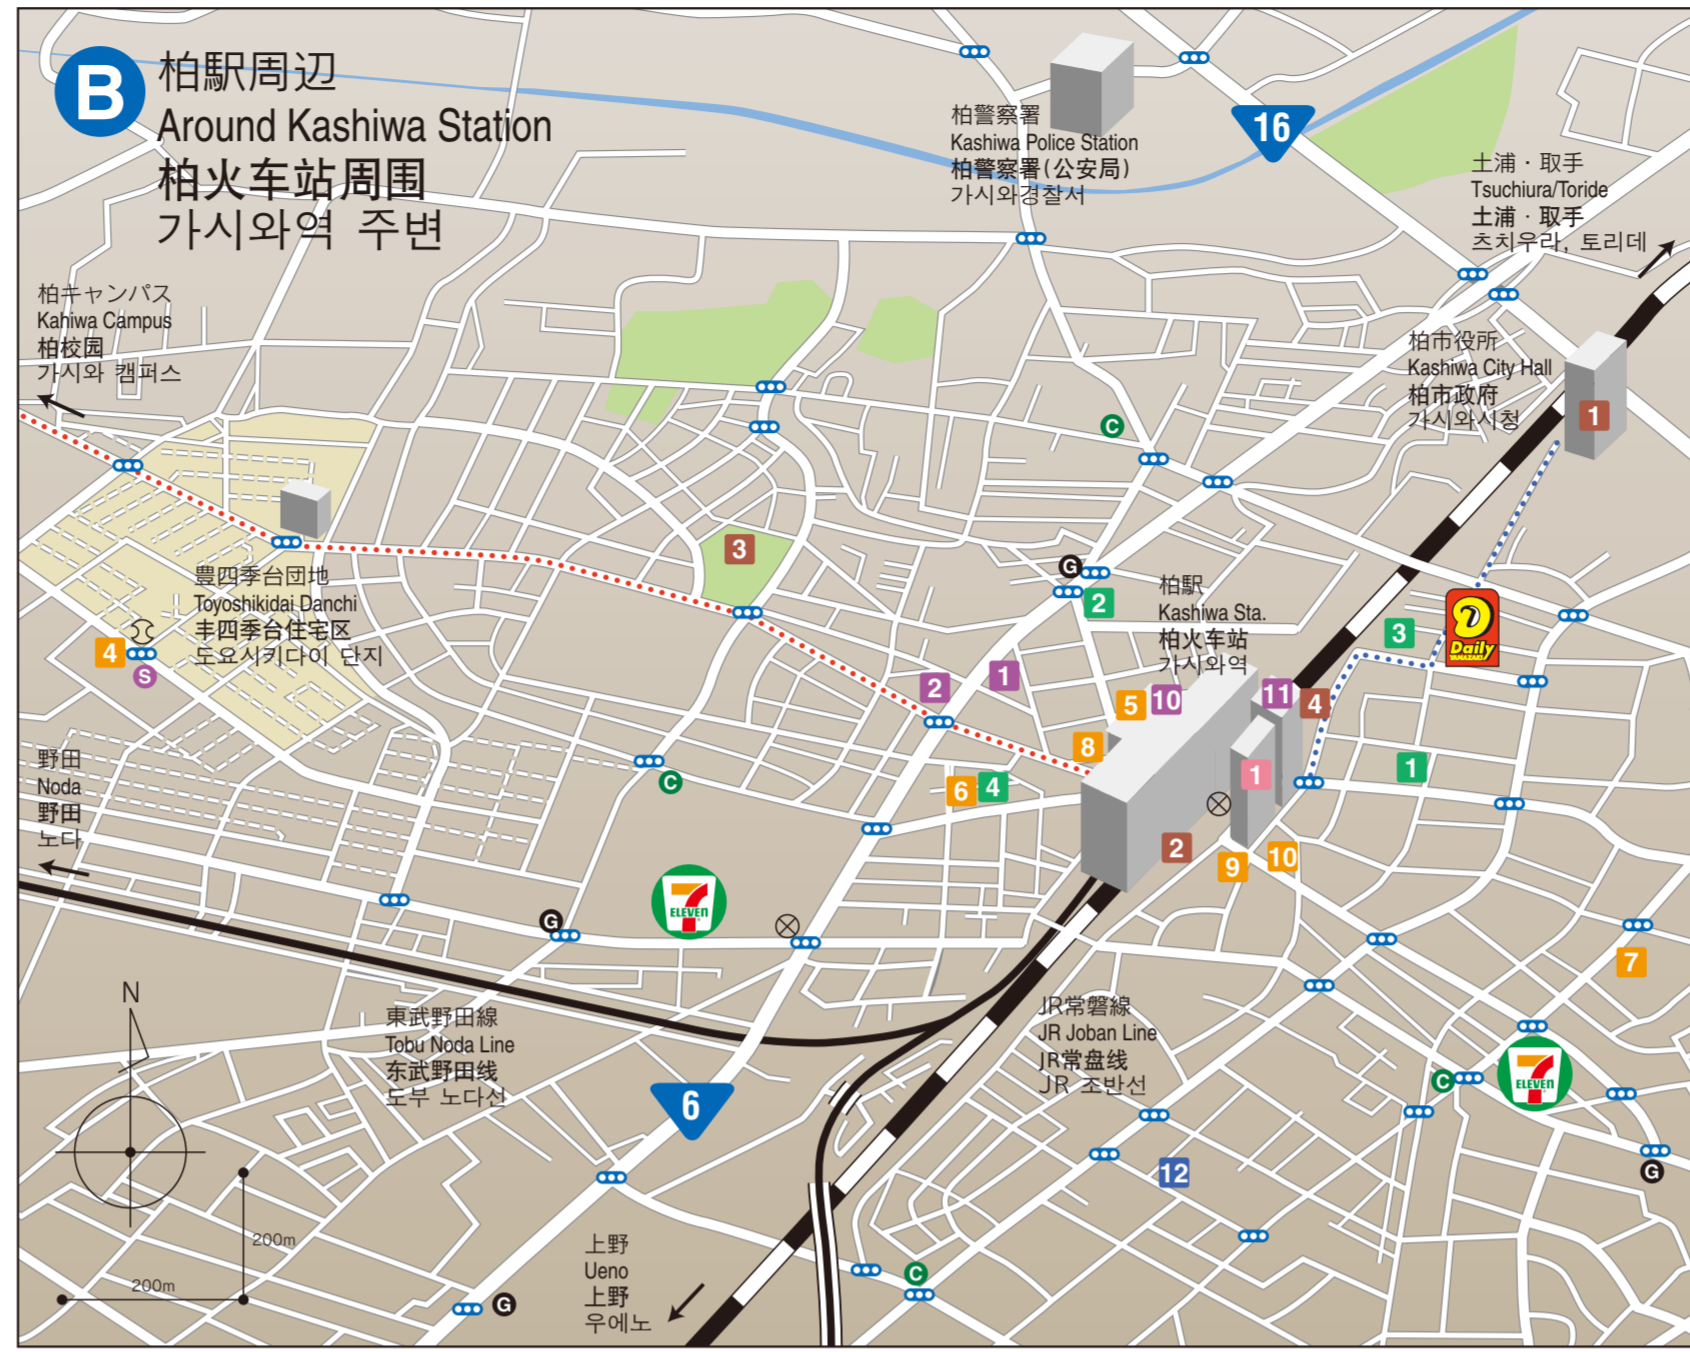 B
柏駅周辺
Around Kashiwa Station
柏火车站周围
가시와역 주변
柏警察署
Kashiwa Police Station
柏警察署(公安局)
가시와경찰서
16
土浦・取手
Tsuchiura/Toride
土浦・取手
츠치우라, 토리데
柏キャンパス
Kahiwa Campus
柏校园
가시와 캠퍼스
柏市役所
Kashiwa City Hall
柏市政府
가시와시청
1
C
3
G
2
豊四季台団地
Toyoshikidai Danchi
丰四季台住宅区
도요시키다이 단지
4
S
柏駅
Kashiwa Sta.
柏火车站
가시와역
3
Daily
YAMAZAKI
2
1
5
10
11
4
8
6
4
1
1
C
2
9
10
野田
Noda
野田
노다
7
ELEVEN
G
7
N
東武野田線
Tobu Noda Line
东武野田线
도부 노다선
JR常磐線
JR Joban Line
JR常盘线
JR 조반선
6
C
7
ELEVEN
12
G
200m
200m
上野
Ueno
上野
우에노
C
G